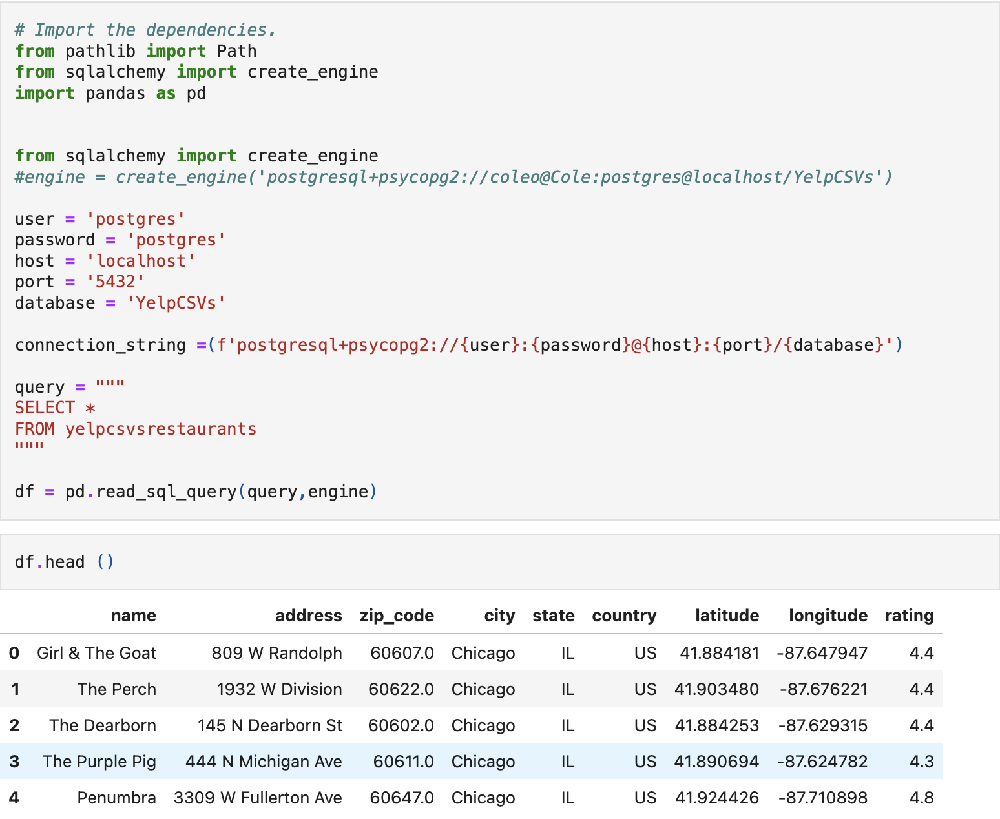 # Import the dependencies.
from pathlib import Path
from sqlalchemy import create_engine
import pandas as pd
from sqlalchemy import create_engine
#engine = create_engine('postgresql+psycopg2://coleo@Cole:postgres@localhost/YelpCSVs')
user = 'postgres'
password = 'postgres'
host = 'localhost'
port = '5432'
database = 'YelpCSVs'
connection_string =(f'postgresql+psycopg2://{user}:{password}@{host}:{port}/{database}')
query = """
SELECT *
FROM yelpcsvsrestaurants
"""
df = pd.read_sql_query(query,engine)
df.head ()
name address zip_code city state country latitude longitude rating
0 Girl & The Goat 809 W Randolph 60607.0 Chicago IL US 41.884181 -87.647947 4.4
1 The Perch 1932 W Division 60622.0 Chicago IL US 41.903480 -87.676221 4.4
2 The Dearborn 145 N Dearborn St 60602.0 Chicago IL US 41.884253 -87.629315 4.4
3 The Purple Pig 444 N Michigan Ave 60611.0 Chicago IL US 41.890694 -87.624782 4.3
4 Penumbra 3309 W Fullerton Ave 60647.0 Chicago IL US 41.924426 -87.710898 4.8